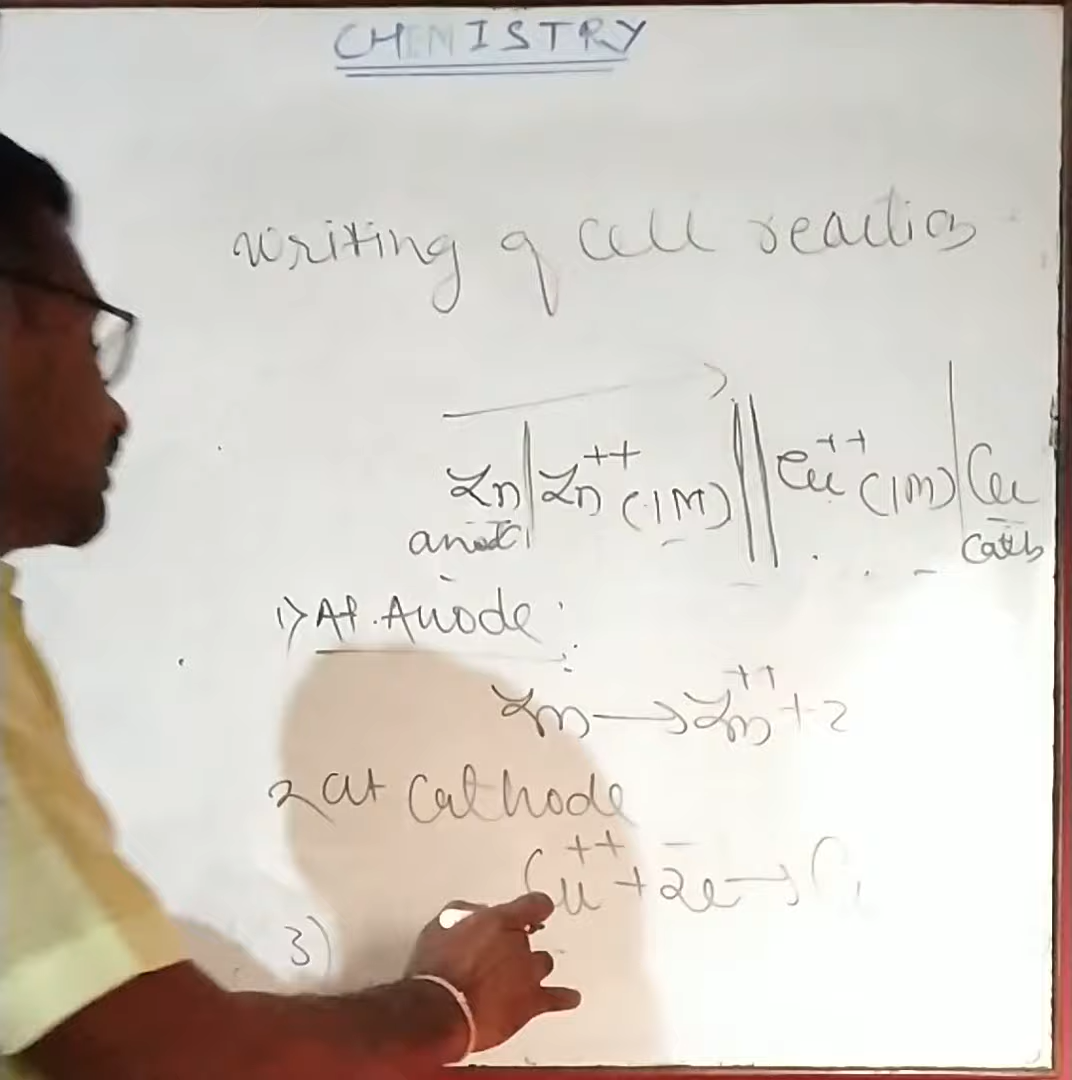 CHEMISTRY
writing of cell reaction
Zn|Zn++(1M)||Cu++(1M)|Cu
anode
1) At Anode:
Zn→Zn+++2
2 at cathode
Cu+++2e→
3)